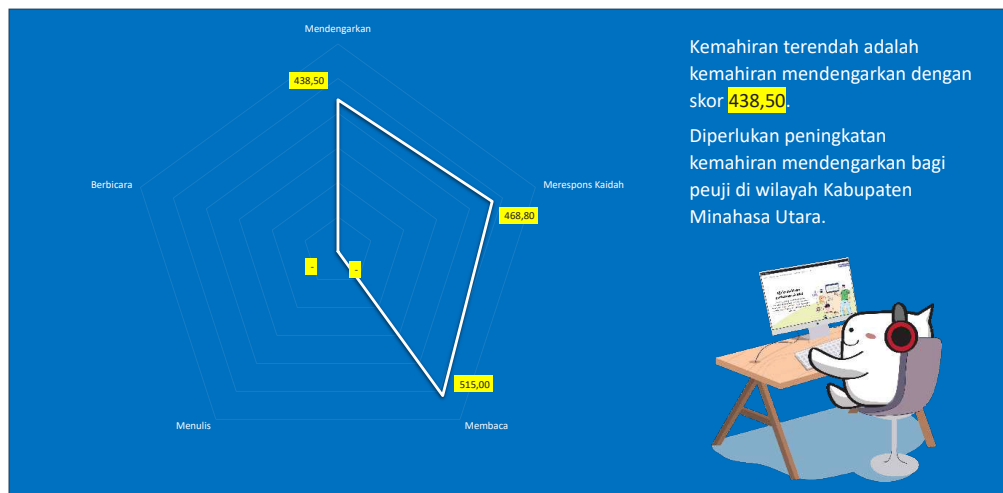 Mendengarkan
438,50
Berbicara
Merespons Kaidah
468,80
-
-
515,00
Menulis
Membaca
Kemahiran terendah adalah
kemahiran mendengarkan dengan
skor 438,50.
Diperlukan peningkatan
kemahiran mendengarkan bagi
peuji di wilayah Kabupaten
Minahasa Utara.